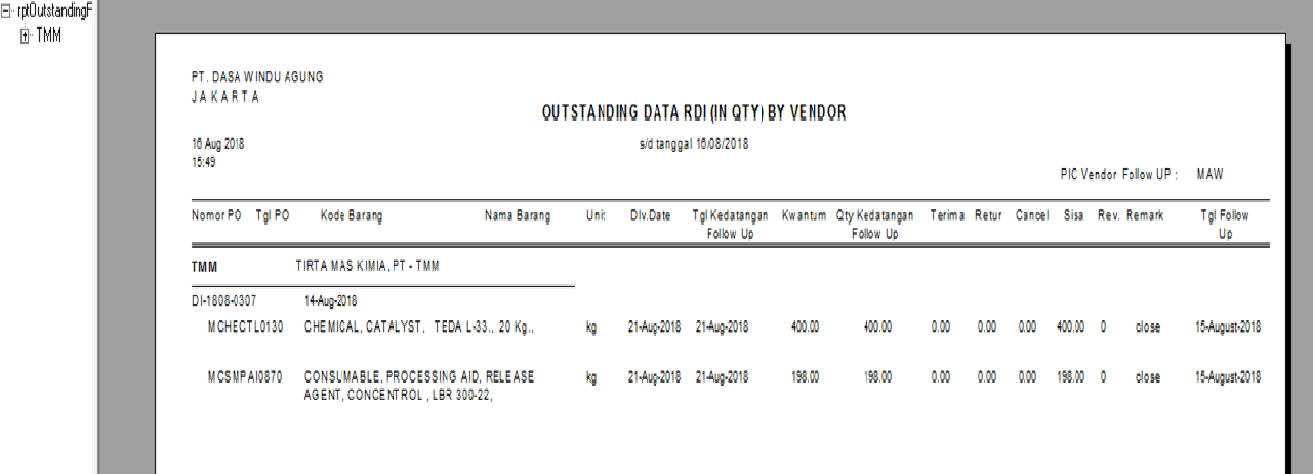 rptOutstandingF
TMM
PT. DASA WINDU AGUNG
JAKARTA
OUTSTANDING DATA RDI (IN QTY) BY VENDOR
16 Aug 2018
s/d tanggal 16/08/2018
15:49
PIC Vendor Follow UP : MAW
Nomor PO Tgl PO Kode Barang Nama Barang Unit Dlv.Date Tgl Kedatangan Kwantum Qty Kedatangan Terima Retur Cancel Sisa Rev. Remark Tgl Follow
Follow Up Follow Up Up
TMM TIRTA MAS KIMIA, PT - TMM
DI-1808-0307 14-Aug-2018
MCHECTL0130 CHEMICAL, CATALYST, TEDA L-33., 20 Kg., kg 21-Aug-2018 21-Aug-2018 400.00 400.00 0.00 0.00 0.00 400.00 0 close 15-August-2018
MCSMPAI0870 CONSUMABLE, PROCESSING AID, RELEASE kg 21-Aug-2018 21-Aug-2018 198.00 198.00 0.00 0.00 0.00 198.00 0 close 15-August-2018
AGENT, CONCENTROL , LBR 300-22,